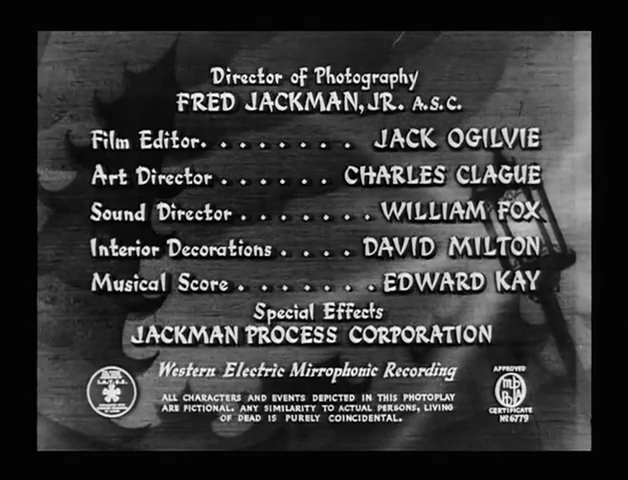 Director of Photography
FRED JACKMAN, JR. A.S.C.
Film Editor. . . . . . . . JACK OGILVIE
Art Director . . . . . . CHARLES CLAGUE
Sound Director . . . . . . . WILLIAM FOX
Interior Decorations . . . . DAVID MILTON
Musical Score . . . . . . . EDWARD KAY
Special Effects
JACKMAN PROCESS CORPORATION
Western Electric Mirrophonic Recording
I.A.T.S.E.
ALL CHARACTERS AND EVENTS DEPICTED IN THIS PHOTOPLAY
ARE FICTIONAL. ANY SIMILARITY TO ACTUAL PERSONS, LIVING
OF DEAD IS PURELY COINCIDENTAL.
APPROVED
CERTIFICATE
No 6779